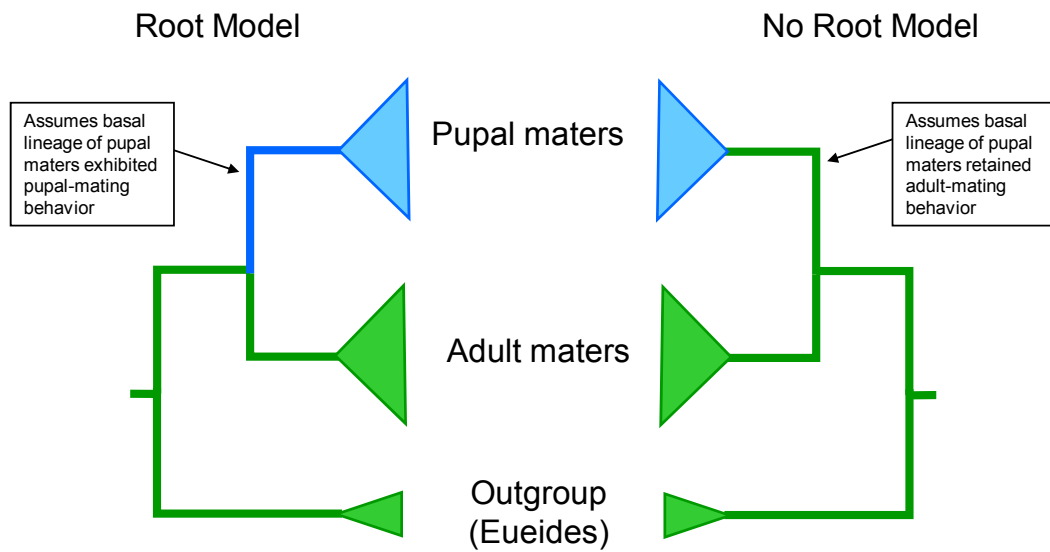 Root Model
No Root Model
Assumes basal
lineage of pupal
maters exhibited
pupal-mating
behavior
Pupal maters
Assumes basal
lineage of pupal
maters retained
adult-mating
behavior
Adult maters
Outgroup
(Eueides)